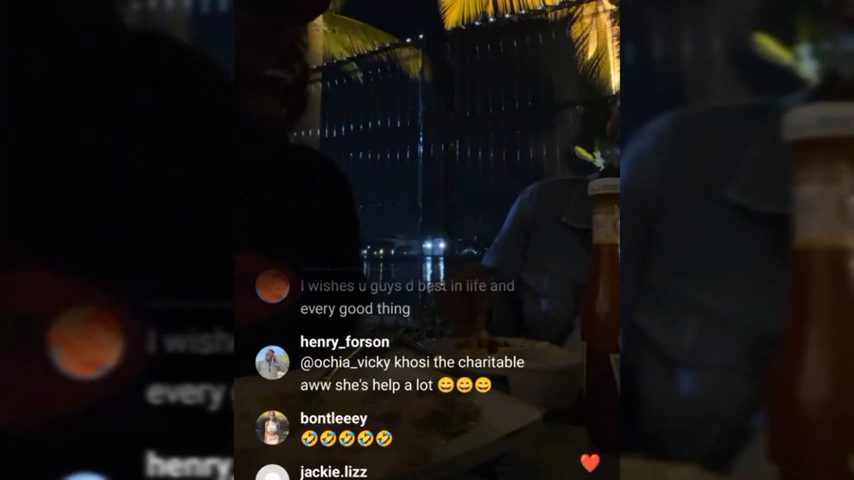 I wishes u guys d best in life and
every good thing
henry_forson
@ochia_vicky khosi the charitable
aww she's help a lot 😄😄😄
bontleeey
🤣🤣🤣🤣🤣
jackie.lizz